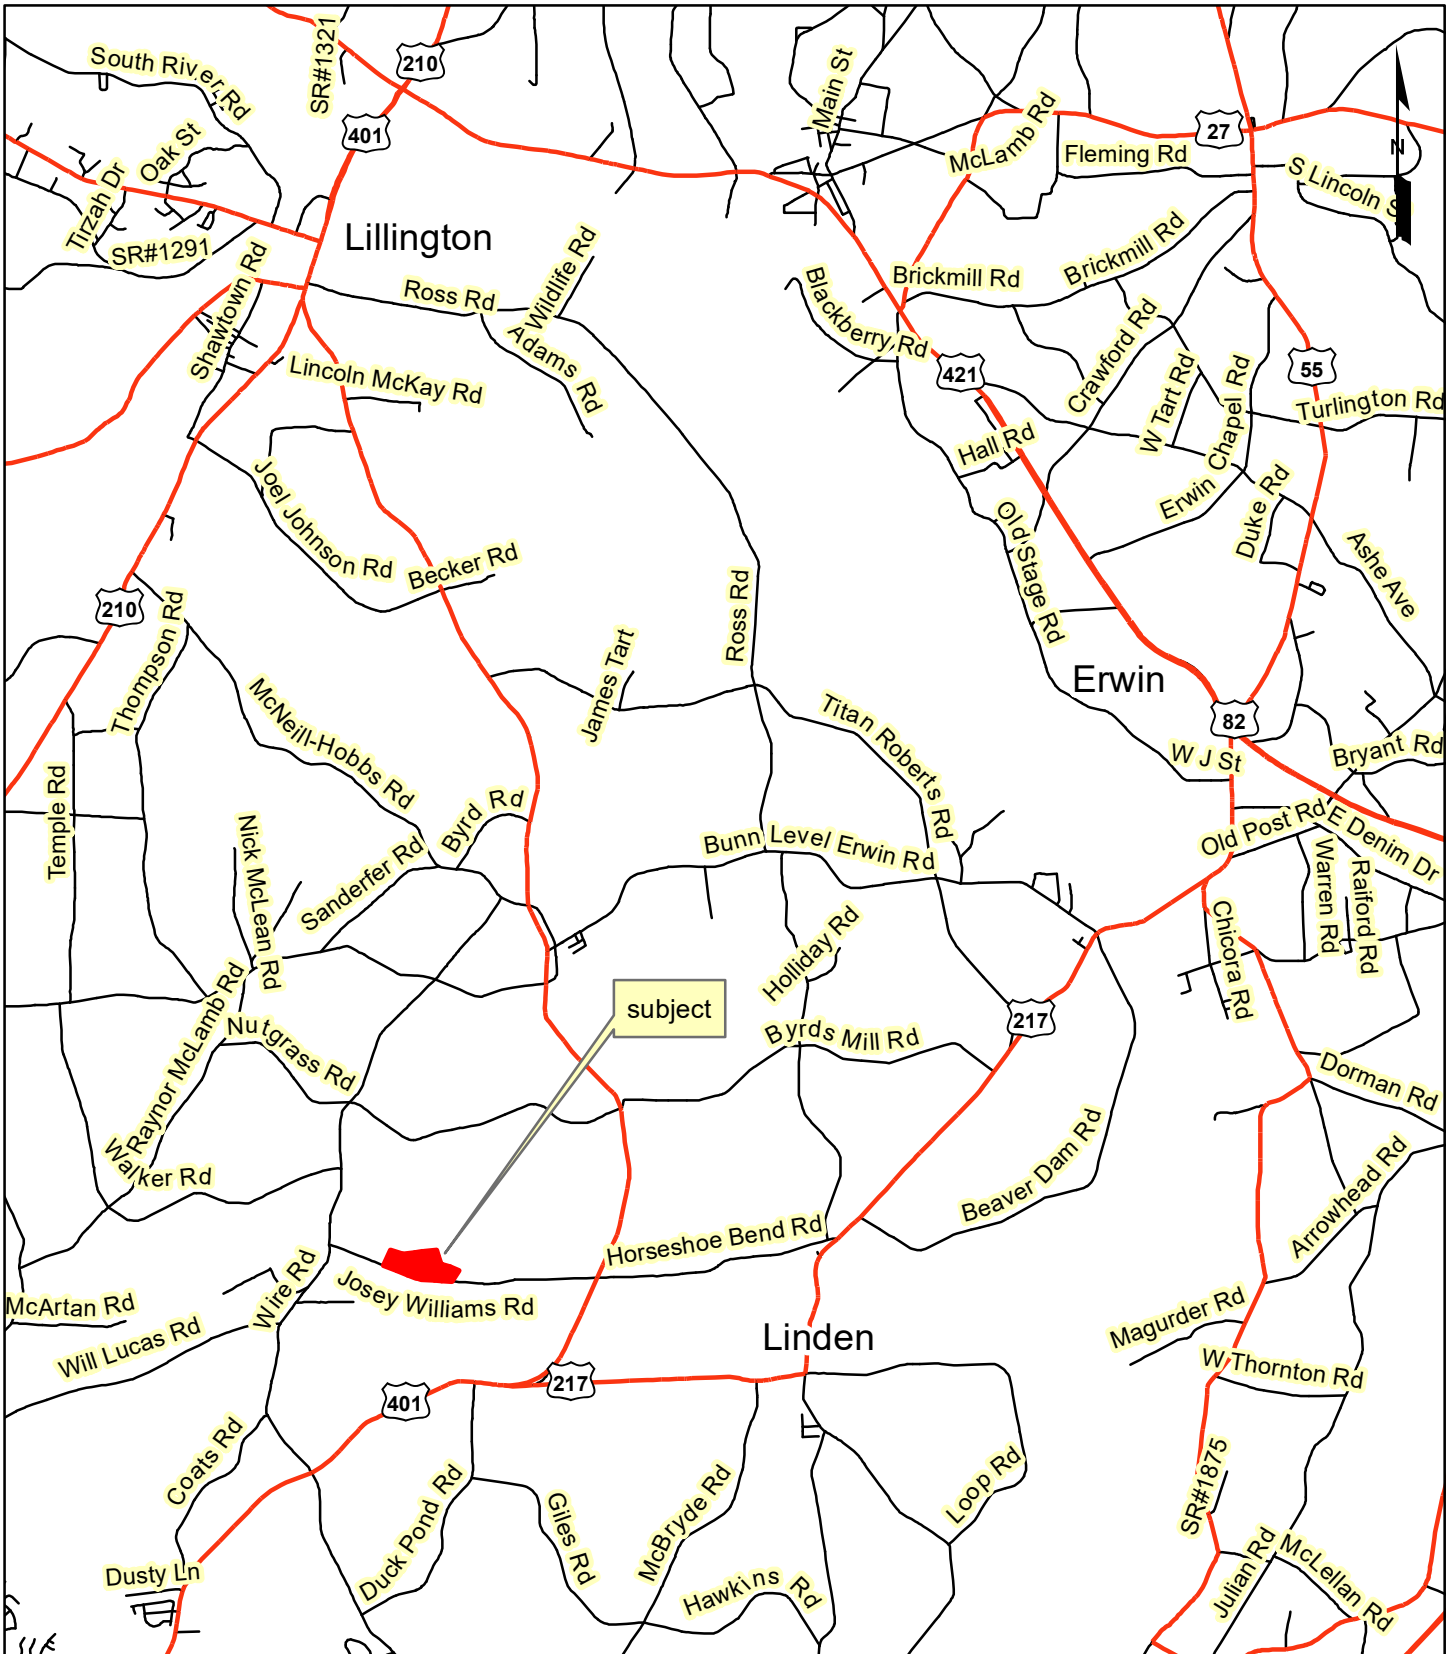 South River Rd
SR#1321
210
Main St
401
27
McLamb Rd
Fleming Rd
N
Oak St
Tirzah Dr
S Lincoln S
SR#1291
Lillington
Shawtown Rd
Ross Rd
Wildlife Rd
Adams Rd
Brickmill Rd
Brickmill Rd
Blackberry Rd
Crawford Rd
421
55
Lincoln McKay Rd
W Tart Rd
Erwin Chapel Rd
Turlington Rd
Hall Rd
Joel Johnson Rd
Becker Rd
Old Stage Rd
Duke Rd
Ashe Ave
210
Thompson Rd
Ross Rd
James Tart
Erwin
82
McNeill-Hobbs Rd
Titan Roberts Rd
W J St
Bryant Rd
Temple Rd
Byrd Rd
Nick McLean Rd
Sanderfer Rd
Bunn Level Erwin Rd
Old Post Rd
E Denim Dr
Warren Rd
Raiford Rd
Chicora Rd
Holliday Rd
Raynor McLamb Rd
Nutgrass Rd
subject
217
Byrds Mill Rd
Dorman Rd
Walker Rd
Beaver Dam Rd
Arrowhead Rd
Horseshoe Bend Rd
Wire Rd
Josey Williams Rd
McArtan Rd
Will Lucas Rd
Magurder Rd
Linden
W Thornton Rd
217
401
Coats Rd
Duck Pond Rd
Giles Rd
McBryde Rd
Loop Rd
SR#1875
Dusty Ln
Hawkins Rd
Julian Rd
McLellan Rd